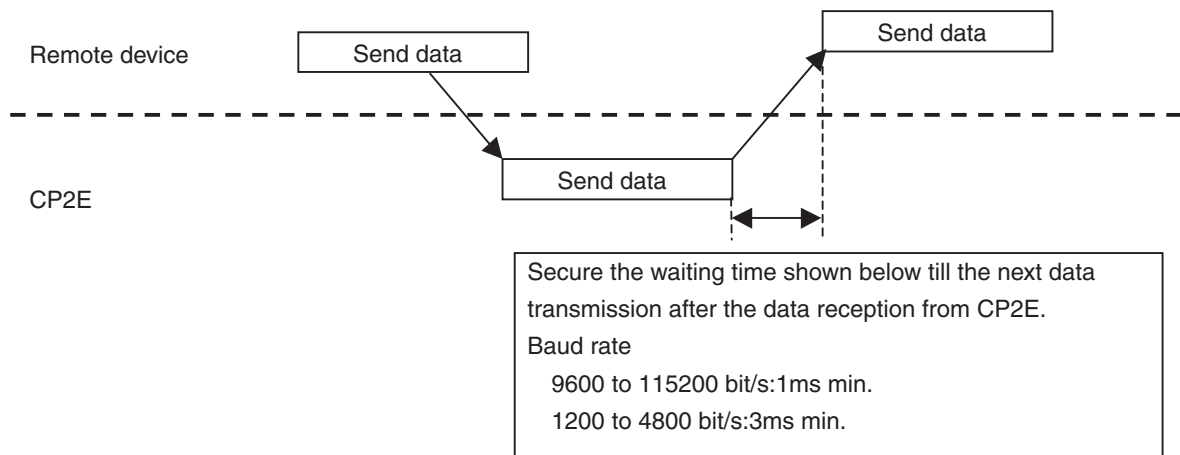 Remote device
Send data
Send data
CP2E
Send data
Secure the waiting time shown below till the next data
transmission after the data reception from CP2E.
Baud rate
9600 to 115200 bit/s:1ms min.
1200 to 4800 bit/s:3ms min.